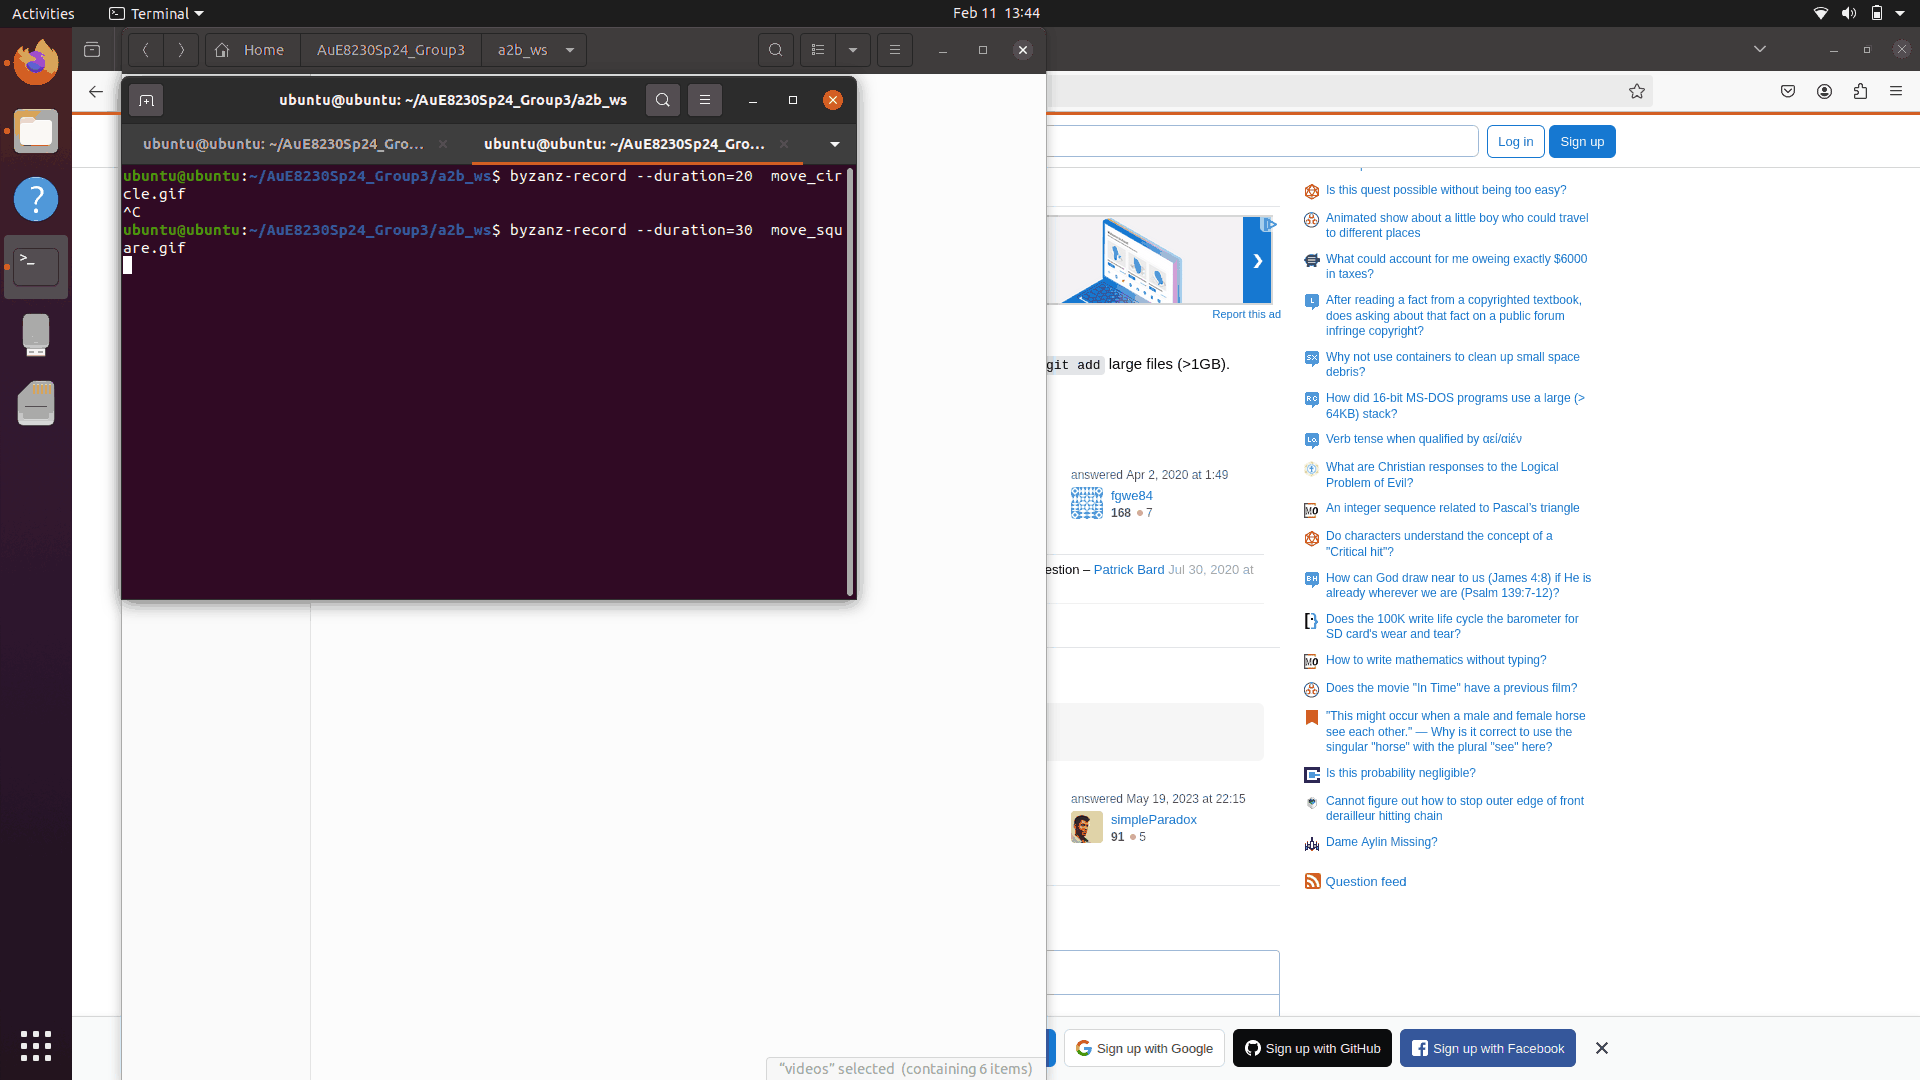 Activities
Terminal
Feb 11 13:44
Home
AuE8230Sp24_Group3
a2b_ws
ubuntu@ubuntu: ~/AuE8230Sp24_Group3/a2b_ws
ubuntu@ubuntu: ~/AuE8230Sp24_Gro...
ubuntu@ubuntu: ~/AuE8230Sp24_Gro...
ubuntu@ubuntu:~/AuE8230Sp24_Group3/a2b_ws$ byzanz-record --duration=20  move_cir
cle.gif
^C
ubuntu@ubuntu:~/AuE8230Sp24_Group3/a2b_ws$ byzanz-record --duration=30  move_squ
are.gif
"videos" selected (containing 6 items)
Log in
Sign up
Report this ad
git add large files (>1GB).
answered Apr 2, 2020 at 1:49
fgwe84
168 7
estion – Patrick Bard Jul 30, 2020 at
answered May 19, 2023 at 22:15
simpleParadox
91 5
Is this quest possible without being too easy?
Animated show about a little boy who could travel
to different places
What could account for me oweing exactly $6000
in taxes?
After reading a fact from a copyrighted textbook,
does asking about that fact on a public forum
infringe copyright?
Why not use containers to clean up small space
debris?
How did 16-bit MS-DOS programs use a large (>
64KB) stack?
Verb tense when qualified by αεί/αἰέν
What are Christian responses to the Logical
Problem of Evil?
An integer sequence related to Pascal's triangle
Do characters understand the concept of a
"Critical hit"?
How can God draw near to us (James 4:8) if He is
already wherever we are (Psalm 139:7-12)?
Does the 100K write life cycle the barometer for
SD card's wear and tear?
How to write mathematics without typing?
Does the movie "In Time" have a previous film?
"This might occur when a male and female horse
see each other." — Why is it correct to use the
singular "horse" with the plural "see" here?
Is this probability negligible?
Cannot figure out how to stop outer edge of front
derailleur hitting chain
Dame Aylin Missing?
Question feed
Sign up with Google
Sign up with GitHub
Sign up with Facebook